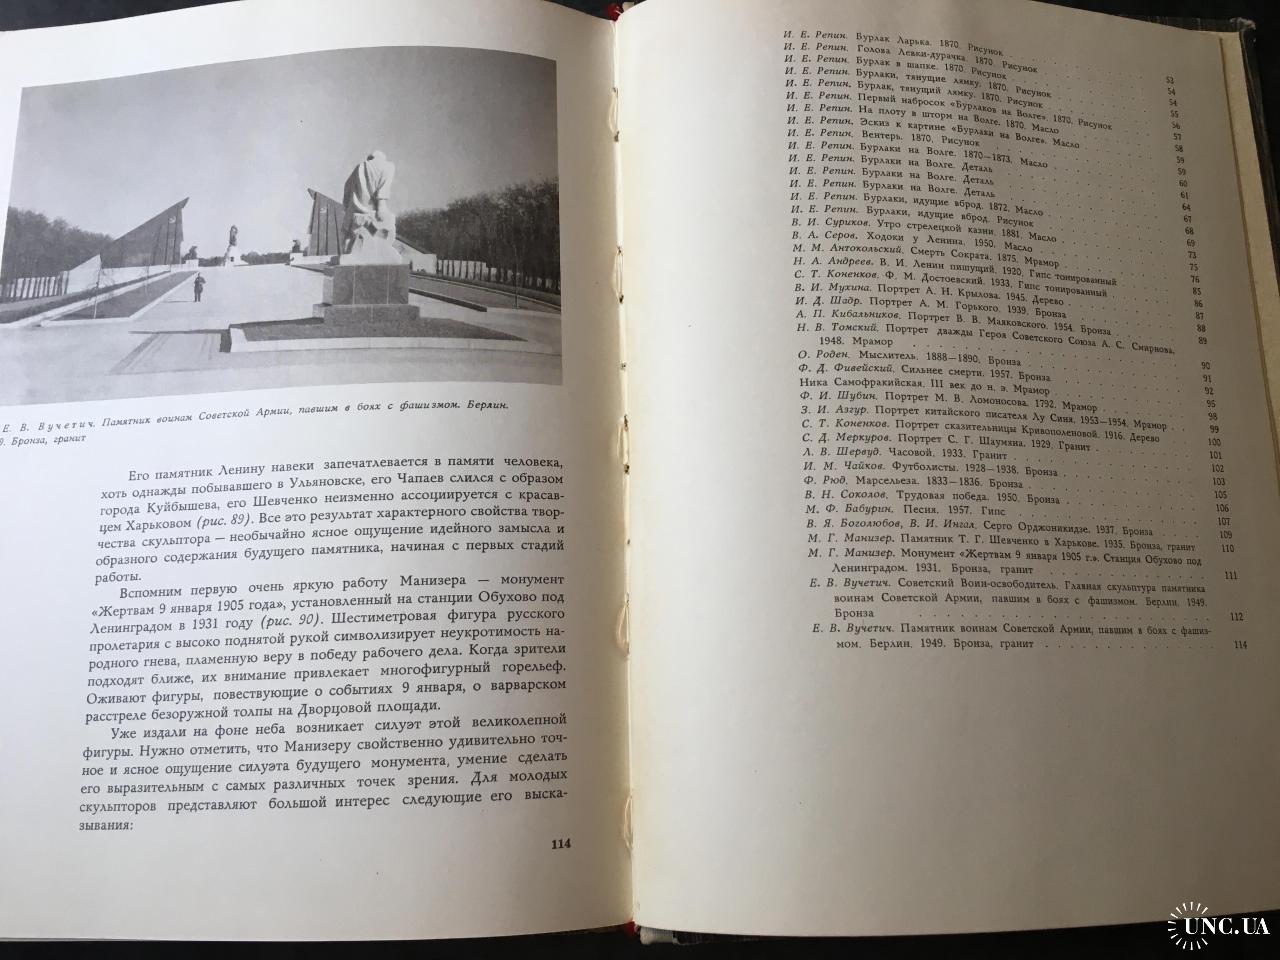 Е. В. Вучетич. Памятник воинам Советской Армии, павшим в боях с фашизмом. Берлин.
9. Бронза, гранит
Его памятник Ленину навеки запечатлевается в памяти человека,
хоть однажды побывавшего в Ульяновске, его Чапаев слился с образом
города Куйбышева, его Шевченко неизменно ассоциируется с красав-
цем Харьковом (рис. 89). Все это результат характерного свойства твор-
чества скульптора — необычайно ясное ощущение идейного замысла и
образного содержания будущего памятника, начиная с первых стадий
работы.
Вспомним первую очень яркую работу Манизера — монумент
«Жертвам 9 января 1905 года», установленный на станции Обухово под
Ленинградом в 1931 году (рис. 90). Шестиметровая фигура русского
пролетария с высоко поднятой рукой символизирует неукротимость на-
родного гнева, пламенную веру в победу рабочего дела. Когда зрители
подходят ближе, их внимание привлекает многофигурный горельеф.
Оживают фигуры, повествующие о событиях 9 января, о варварском
расстреле безоружной толпы на Дворцовой площади.
Уже издали на фоне неба возникает силуэт этой великолепной
фигуры. Нужно отметить, что Манизеру свойственно удивительно точ-
ное и ясное ощущение силуэта будущего монумента, умение сделать
его выразительным с самых различных точек зрения. Для молодых
скульпторов представляют большой интерес следующие его выска-
зывания:
114
И. Е. Репин. Бурлак Ларька. 1870. Рисунок 53
И. Е. Репин. Голова Левки-дурачка. 1870. Рисунок 54
И. Е. Репин. Бурлак в шапке. 1870. Рисунок 54
И. Е. Репин. Бурлаки, тянущие лямку. 1870. Рисунок 55
И. Е. Репин. Бурлак, тянущий лямку. 1870. Рисунок 56
И. Е. Репин. Первый набросок «Бурлаков на Волге». 1870. Рисунок 57
И. Е. Репин. На плоту в шторм на Волге. 1870. Масло 58
И. Е. Репин. Эскиз к картине «Бурлаки на Волге». Масло 59
И. Е. Репин. Вентерь. 1870. Рисунок 59
И. Е. Репин. Бурлаки на Волге. 1870—1873. Масло 60
И. Е. Репин. Бурлаки на Волге. Деталь 61
И. Е. Репин. Бурлаки на Волге. Деталь 64
И. Е. Репин. Бурлаки на Волге. Деталь 67
И. Е. Репин. Бурлаки, идущие вброд. 1872. Масло 68
И. Е. Репин. Бурлаки, идущие вброд. Рисунок 69
В. И. Суриков. Утро стрелецкой казни. 1881. Масло 73
В. А. Серов. Ходоки у Ленина. 1950. Масло 75
М. М. Антокольский. Смерть Сократа. 1875. Мрамор 76
Н. А. Андреев. В. И. Ленин пишущий. 1920. Гипс тонированный 85
С. Т. Коненков. Ф. М. Достоевский. 1933. Гипс тонированный 86
В. И. Мухина. Портрет А. Н. Крылова. 1945. Дерево 87
И. Д. Шадр. Портрет А. М. Горького. 1939. Бронза 88
А. П. Кибальников. Портрет В. В. Маяковского. 1954. Бронза 89
Н. В. Томский. Портрет дважды Героя Советского Союза А. С. Смирнова.
1948. Мрамор 90
О. Роден. Мыслитель. 1888—1890. Бронза 91
Ф. Д. Фивейский. Сильнее смерти. 1957. Бронза 92
Ника Самофракийская. III век до н. э. Мрамор 95
Ф. И. Шубин. Портрет М. В. Ломоносова. 1792. Мрамор 98
З. И. Азгур. Портрет китайского писателя Лу Синя. 1953—1954. Мрамор 99
С. Т. Коненков. Портрет сказительницы Кривополеновой. 1916. Дерево 100
С. Д. Меркуров. Портрет С. Г. Шаумяна. 1929. Гранит 101
Л. В. Шервуд. Часовой. 1933. Гранит 102
И. М. Чайков. Футболисты. 1928—1938. Бронза 103
Ф. Рюд. Марсельеза. 1833—1836. Бронза 105
В. Н. Соколов. Трудовая победа. 1950. Бронза 106
М. Ф. Бабурин. Песня. 1957. Гипс 107
В. Я. Боголюбов, В. И. Ингал. Серго Орджоникидзе. 1937. Бронза 109
М. Г. Манизер. Памятник Т. Г. Шевченко в Харькове. 1935. Бронза, гранит 110
М. Г. Манизер. Монумент «Жертвам 9 января 1905 г.». Станция Обухово под
Ленинградом. 1931. Бронза, гранит 111
Е. В. Вучетич. Советский Воин-освободитель. Главная скульптура памятника
воинам Советской Армии, павшим в боях с фашизмом. Берлин. 1949.
Бронза 112
Е. В. Вучетич. Памятник воинам Советской Армии, павшим в боях с фашиз-
мом. Берлин. 1949. Бронза, гранит 114
UNC.UA